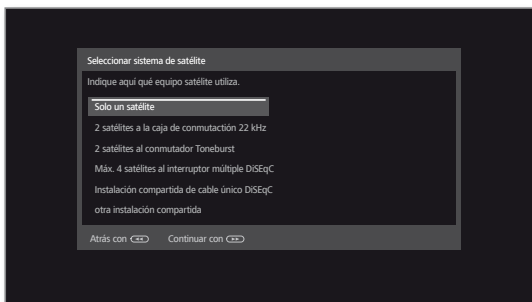 Seleccionar sistema de satélite
Indique aquí qué equipo satélite utiliza.
Solo un satélite
2 satélites a la caja de conmutactión 22 kHz
2 satélites al conmutador Toneburst
Máx. 4 satélites al interruptor múltiple DiSEqC
Instalación compartida de cable único DiSEqC
otra instalación compartida
Atrás con Continuar con